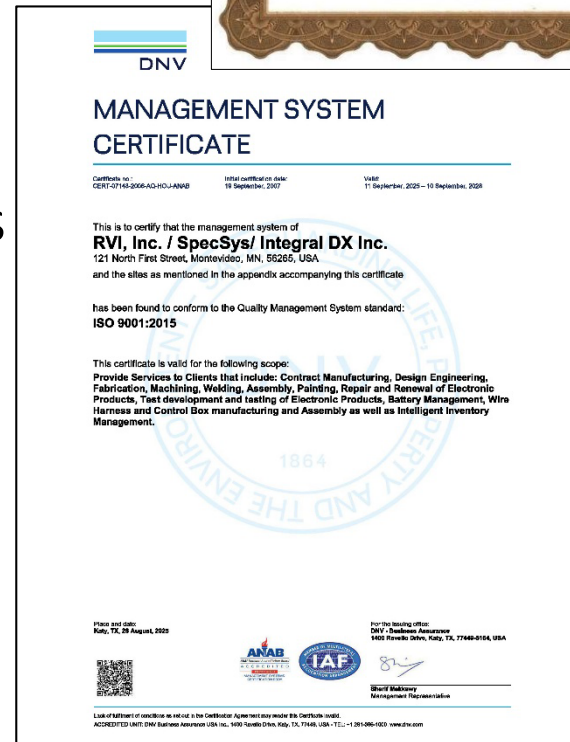 S
DNV
MANAGEMENT SYSTEM
CERTIFICATE
Certificate no.:
CERT-07148-2006-AQ-HOU-ANAB
Initial certification date:
19 September, 2007
Valid:
11 September, 2025 – 10 September, 2028
This is to certify that the management system of
RVI, Inc. / SpecSys/ Integral DX Inc.
121 North First Street, Montevideo, MN, 56265, USA
and the sites as mentioned in the appendix accompanying this certificate
has been found to conform to the Quality Management System standard:
ISO 9001:2015
This certificate is valid for the following scope:
Provide Services to Clients that include: Contract Manufacturing, Design Engineering,
Fabrication, Machining, Welding, Assembly, Painting, Repair and Renewal of Electronic
Products, Test development and testing of Electronic Products, Battery Management, Wire
Harness and Control Box manufacturing and Assembly as well as Intelligent Inventory
Management.
1864
Place and date:
Katy, TX, 29 August, 2025
For the issuing office:
DNV - Business Assurance
1400 Ravello Drive, Katy, TX, 77449-5164, USA
ANAB
ACCREDITED
IAF
Sherif Mekkawy
Management Representative
Lack of fulfilment of conditions as set out in the Certification Agreement may render this Certificate invalid.
ACCREDITED UNIT: DNV Business Assurance USA Inc., 1400 Ravello Drive, Katy, TX, 77449, USA - TEL: +1 281-396-1000 www.dnv.com